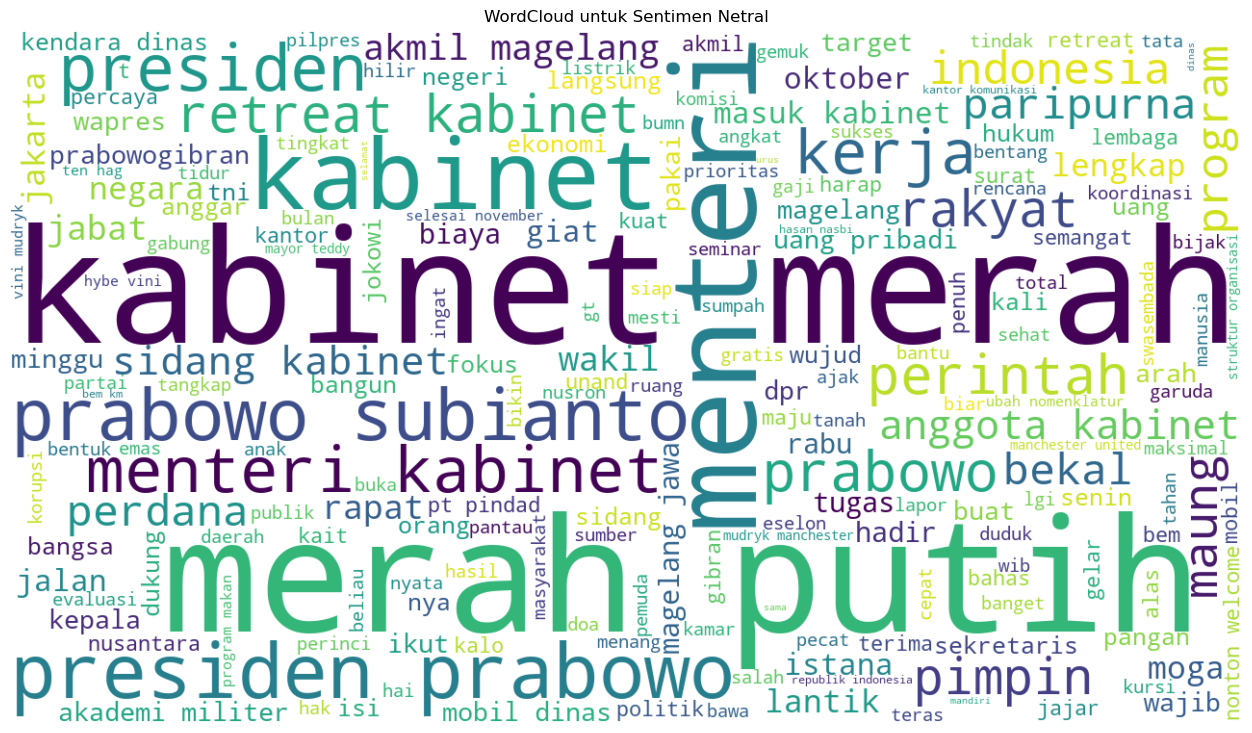 WordCloud untuk Sentimen Netral
kendara dinas
pilpres
akmil magelang
akmil
gemuk
target
tindak
retreat
tata
dinas
presiden
t
hilir
negeri
listrik
langsung
oktober
indonesia
program
jakarta
percaya
wapres
retreat kabinet
bumn
komisi
masuk kabinet
kantor komunikasi
paripurna
prabowogibran
tingkat
selamat
ekonomi
angkat
sukses
hukum
lembaga
ten hag
tidur
kabinet
pakai
menteri
urus
prioritas
kerja
bentang
lengkap
negara
tni
anggar
gaji
harap
surat
rencana
koordinasi
jabat
bulan
selesai november
kuat
magelang
rakyat
uang
gabung
kantor
mayor teddy
jokowi
biaya
giat
seminar
hasan nasbi
uang pribadi
semangat
bijak
vini mudryk
hybe vini
kabinet
merah
ingat
gt
siap
mesti
sumpah
penuh
total
kali
sehat
swasembada
manusia
struktur organisasi
minggu
sidang kabinet
fokus
wakil
gratis
wujud
bantu
partai
bem km
tangkap
bangun
bikin
unand
nusron
ruang
dpr
ajak
perintah
arah
garuda
prabowo subianto
biar
ubah nomenklatur
maju
tanah
anggota kabinet
bentuk
emas
anak
rabu
manchester united
maksimal
korupsi
menteri kabinet
buka
magelang jawa
prabowo
bekal
maung
mobil
perdana
publik
rapat
pt pindad
tugas
lapor
lgi
senin
tahan
bangsa
daerah
kait
orang
pantau
sidang
sumber
eselon
hadir
buat
duduk
bem
mudryk manchester
jalan
dukung
merah
putih
beliau
nyata
hasil
masyarakat
pemuda
gibran
wib
bahas
gelar
alas
evaluasi
program makan
nya
doa
sama
cepat
banget
kepala
nusantara
perinci
ikut
kalo
menang
kamar
pecat
terima
sekretaris
pangan
nonton welcome
presiden prabowo
hai
salah
istana
republik indonesia
pimpin
moga
kursi
akademi militer
hak
isi
mobil dinas
politik
bawa
lantik
teras
mandiri
jajar
wajib